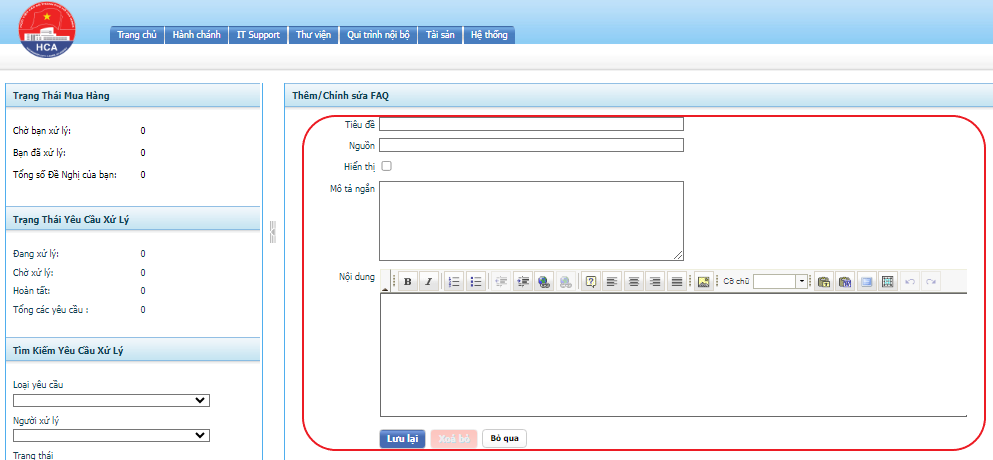 HCA
Trang chủ Hành chánh IT Support Thư viện Qui trình nội bộ Tài sản Hệ thống
Trạng Thái Mua Hàng
Chờ bạn xử lý: 0
Bạn đã xử lý: 0
Tổng số Đề Nghị của bạn: 0
Trạng Thái Yêu Cầu Xử Lý
Đang xử lý: 0
Chờ xử lý: 0
Hoàn tất: 0
Tổng các yêu cầu : 0
Tìm Kiếm Yêu Cầu Xử Lý
Loại yêu cầu
Người xử lý
Trạng thái
Thêm/Chỉnh sửa FAQ
Tiêu đề
Nguồn
Hiển thị
Mô tả ngắn
Nội dung
B I Cỡ chữ
Lưu lại Xoá bỏ Bỏ qua